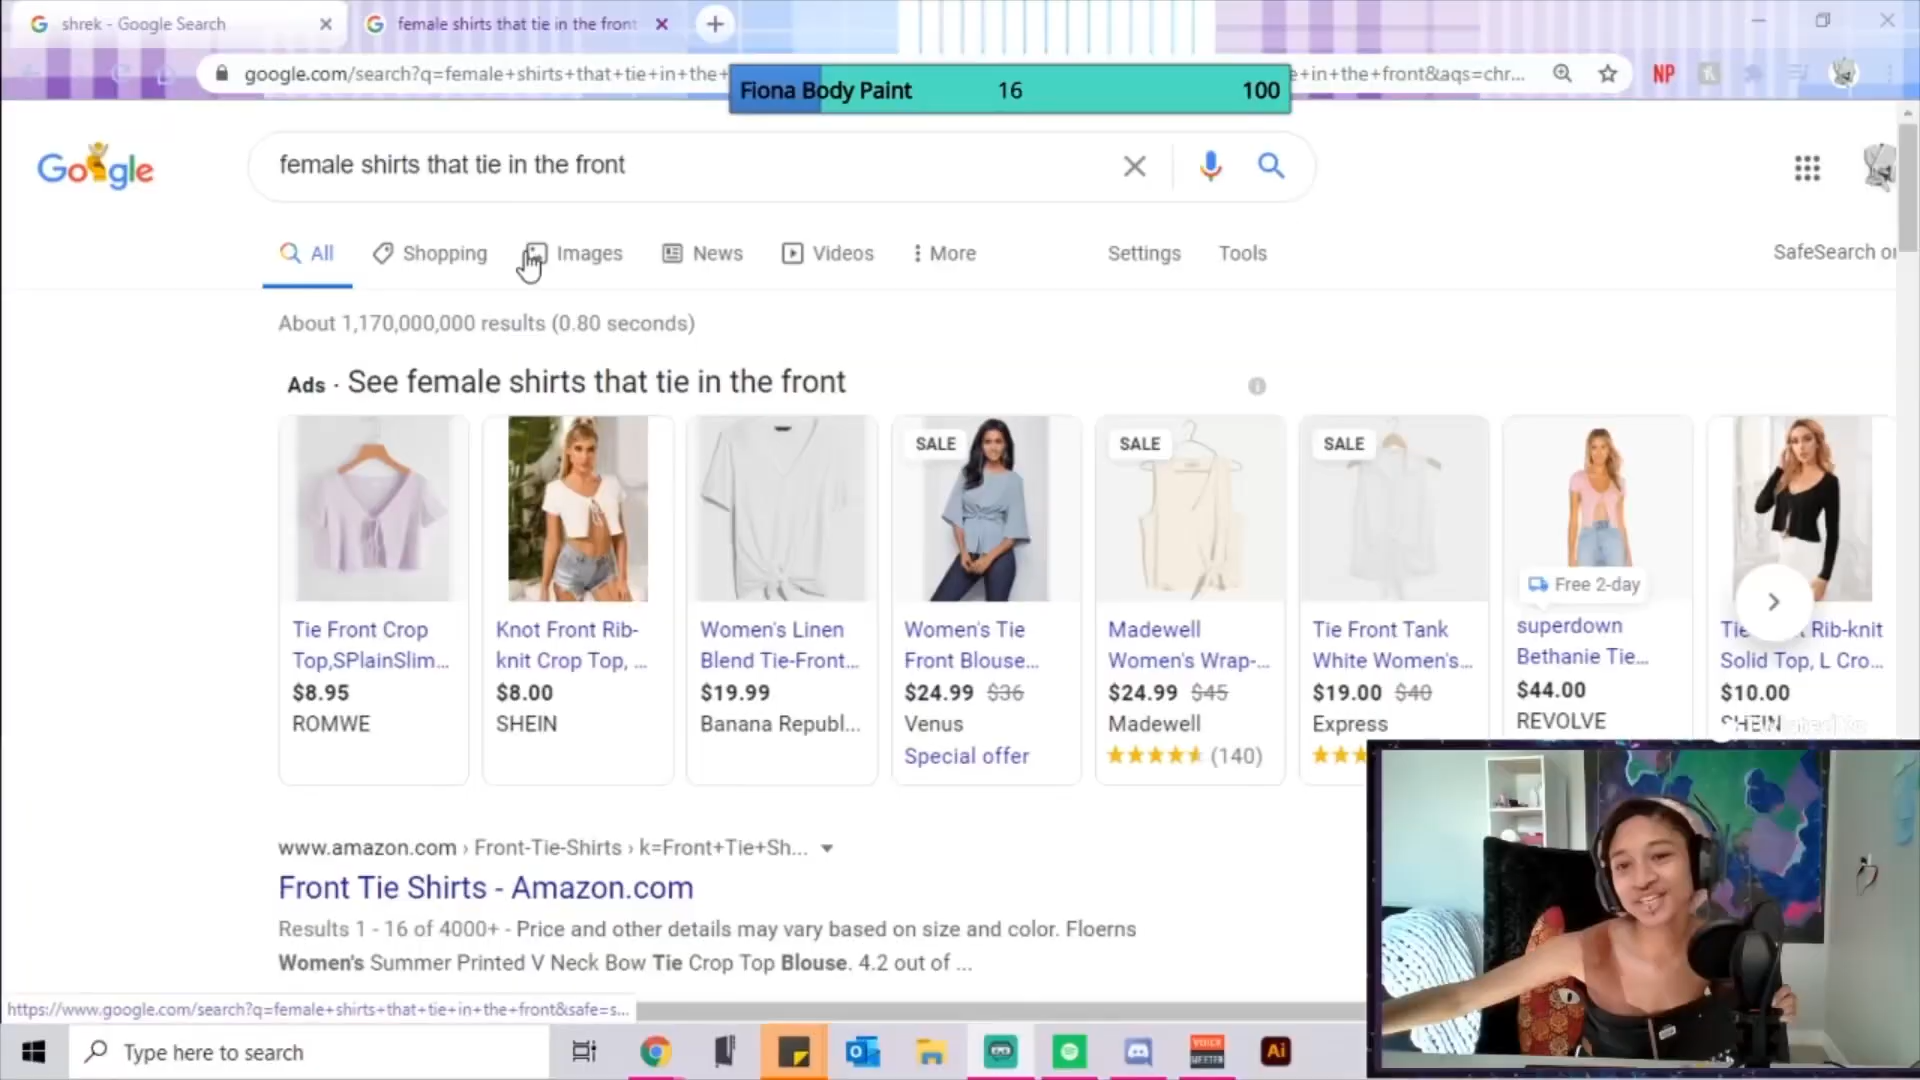 shrek - Google Search
female shirts that tie in the front
google.com/search?q=female+shirts+that+tie+in+the+
e+in+the+front&aqs=chr...
NP
Fiona Body Paint 16 100
Google
female shirts that tie in the front
All Shopping Images News Videos More Settings Tools
SafeSearch on
About 1,170,000,000 results (0.80 seconds)
Ads · See female shirts that tie in the front
SALE
SALE
SALE
Free 2-day
Tie Front Crop
Top,SPlainSlim...
$8.95
ROMWE
Knot Front Rib-
knit Crop Top, ...
$8.00
SHEIN
Women's Linen
Blend Tie-Front...
$19.99
Banana Republ...
Women's Tie
Front Blouse...
$24.99 $36
Venus
Special offer
Madewell
Women's Wrap-...
$24.99 $45
Madewell
(140)
Tie Front Tank
White Women's...
$19.00 $40
Express
superdown
Bethanie Tie...
$44.00
REVOLVE
Rib-knit
Solid Top, L Cro...
$10.00
SHEIN
www.amazon.com › Front-Tie-Shirts › k=Front+Tie+Sh...
Front Tie Shirts - Amazon.com
Results 1 - 16 of 4000+ - Price and other details may vary based on size and color. Floerns
Women's Summer Printed V Neck Bow Tie Crop Top Blouse. 4.2 out of ...
https://www.google.com/search?q=female+shirts+that+tie+in+the+front&safe=s...
Type here to search
VOICE
MEETER
Ai